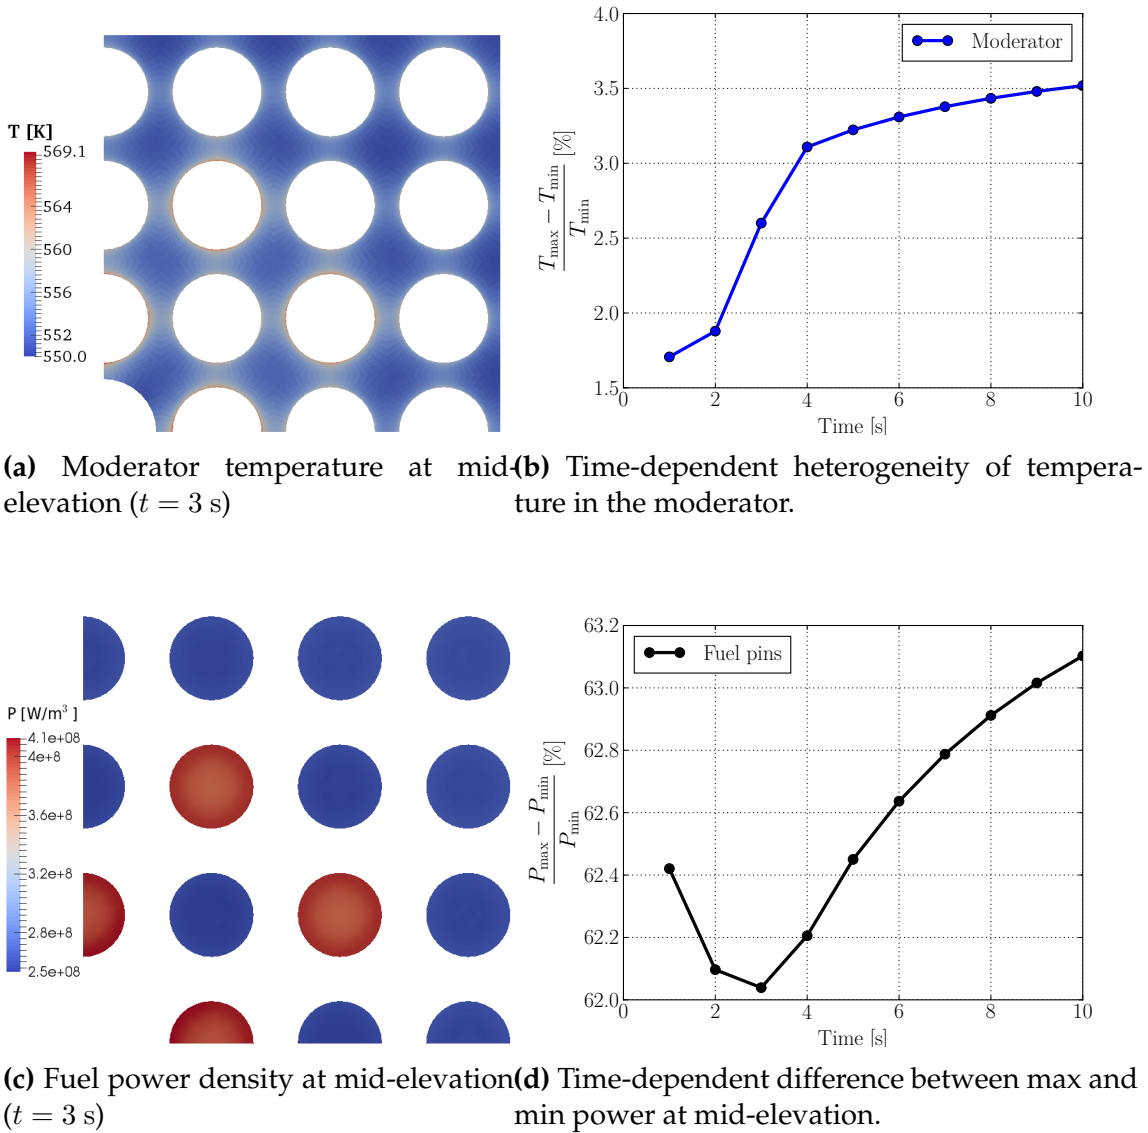 T [K]
569.1
564
560
556
552
550.0
4.0
3.5
3.0
2.5
2.0
1.5
0 2 4 6 8 10
Time [s]
T_max − T_min / T_min [%]
Moderator
(a) Moderator temperature at mid-
elevation (t = 3 s)
(b) Time-dependent heterogeneity of tempera-
ture in the moderator.
P [W/m³ ]
4.1e+08
4e+8
3.6e+8
3.2e+8
2.8e+8
2.5e+08
63.2
63.0
62.8
62.6
62.4
62.2
62.0
0 2 4 6 8 10
Time [s]
P_max − P_min / P_min [%]
Fuel pins
(c) Fuel power density at mid-elevation
(t = 3 s)
(d) Time-dependent difference between max and
min power at mid-elevation.